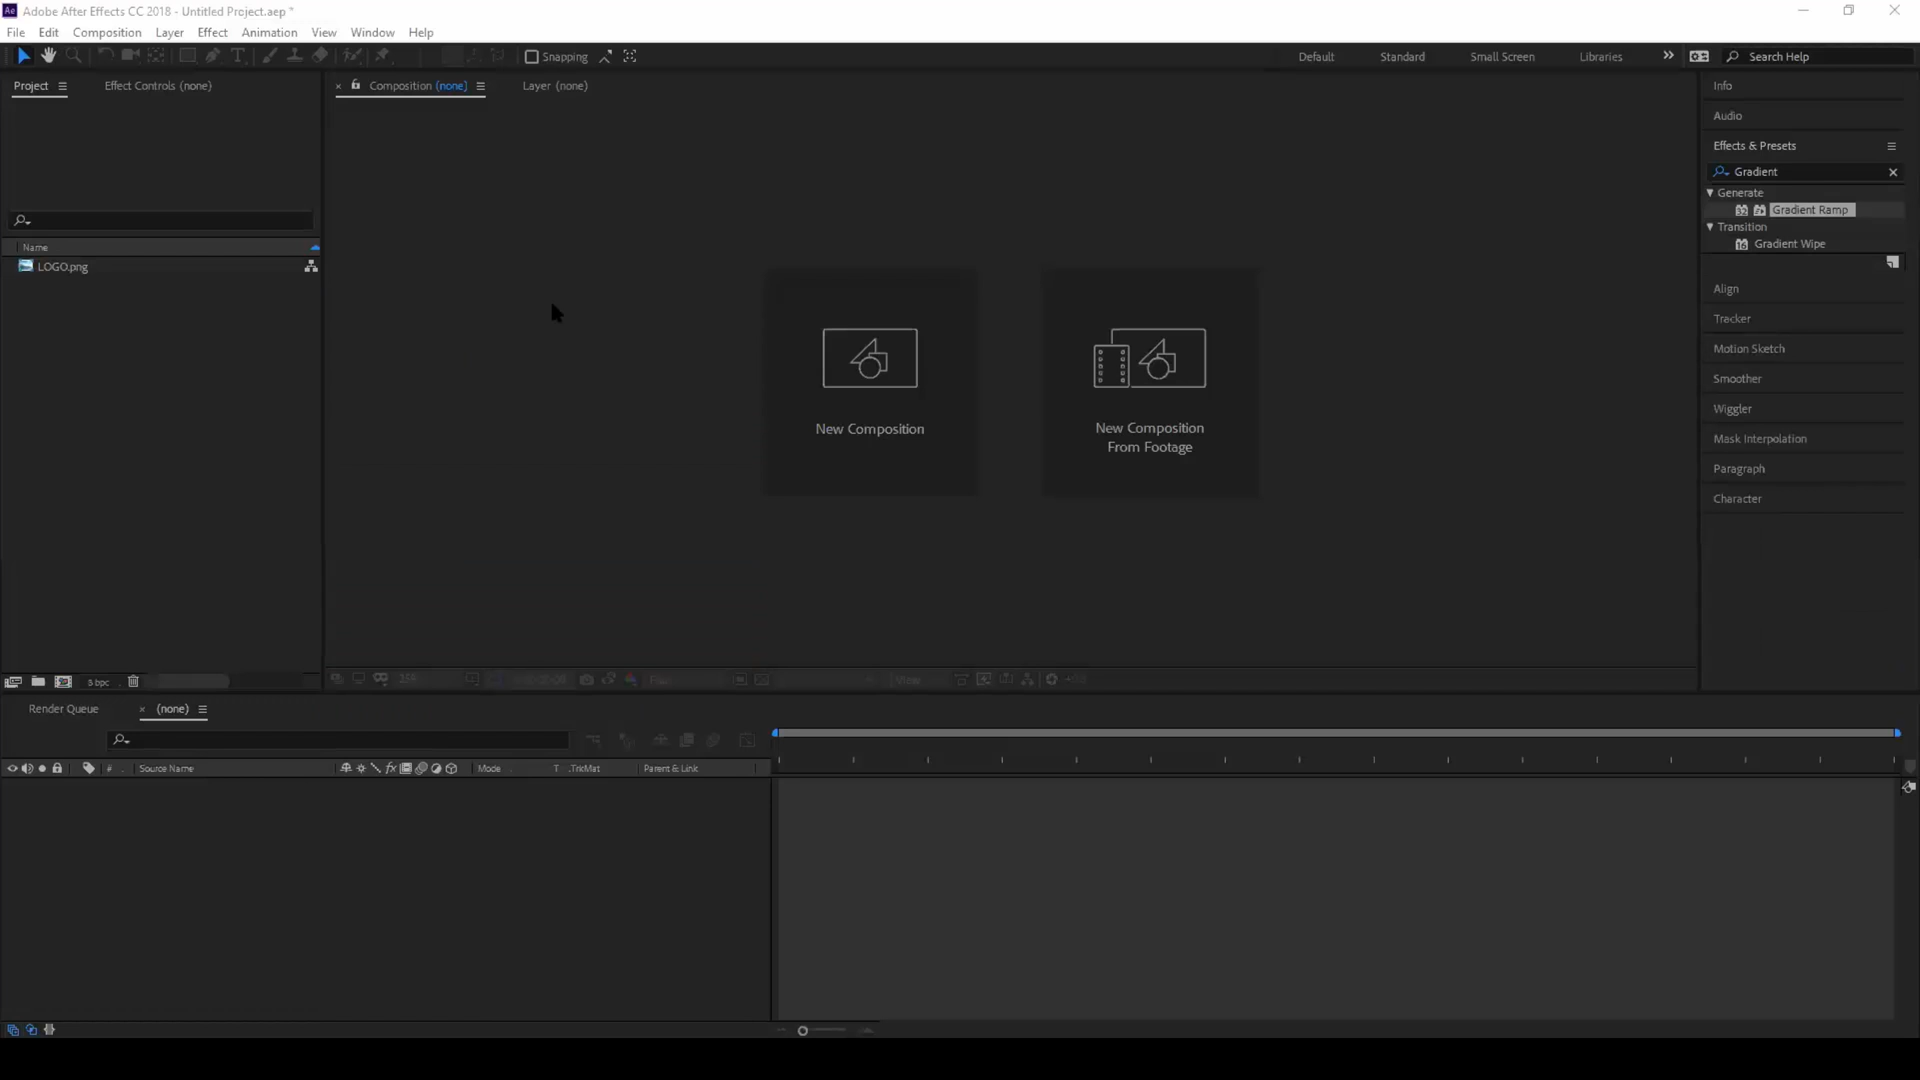 Adobe After Effects CC 2018 - Untitled Project.aep *
File Edit Composition Layer Effect Animation View Window Help
Snapping Default Standard Small Screen Libraries Search Help
Project Effect Controls (none) Composition (none) Layer (none)
Info
Audio
Effects & Presets
Gradient
Generate
Gradient Ramp
Transition
Gradient Wipe
Align
Tracker
Motion Sketch
Smoother
Wiggler
Mask Interpolation
Paragraph
Character
Name
LOGO.png
New Composition
New Composition
From Footage
bpc
View
Render Queue (none)
# Source Name Mode T .TrkMat Parent & Link